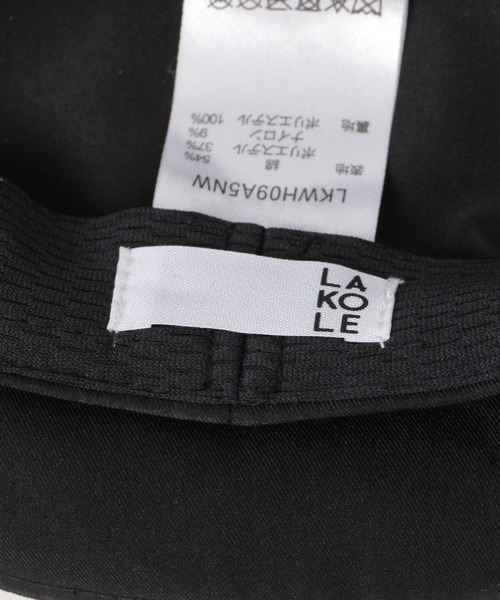 LKWH09A5NW
表地 綿 54%
ポリエステル 37%
ナイロン 9%
裏地 ポリエステル 100%
LA
KO
LE